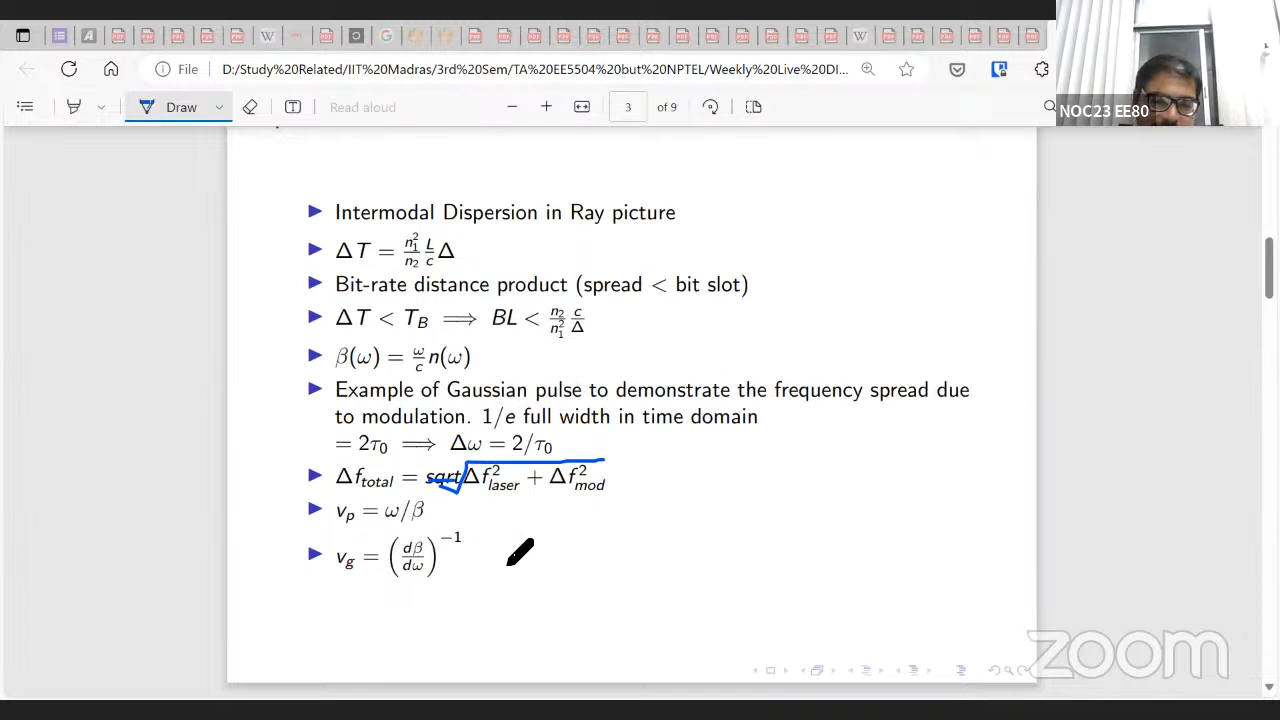 File
D:/Study%20Related/IIT%20Madras/3rd%20Sem/TA%20EE5504%20but%20NPTEL/Weekly%20Live%20DI...
Draw
Read aloud
3 of 9
NOC23 EE80
Intermodal Dispersion in Ray picture
ΔT = n₁²/n₂ L/c Δ
Bit-rate distance product (spread < bit slot)
ΔT < T_B ⟹ BL < n₂/n₁² c/Δ
β(ω) = ω/c n(ω)
Example of Gaussian pulse to demonstrate the frequency spread due
to modulation. 1/e full width in time domain
= 2τ₀ ⟹ Δω = 2/τ₀
Δf_total = sqrt√Δf²_laser + Δf²_mod
v_p = ω/β
v_g = (dβ/dω)⁻¹
zoom